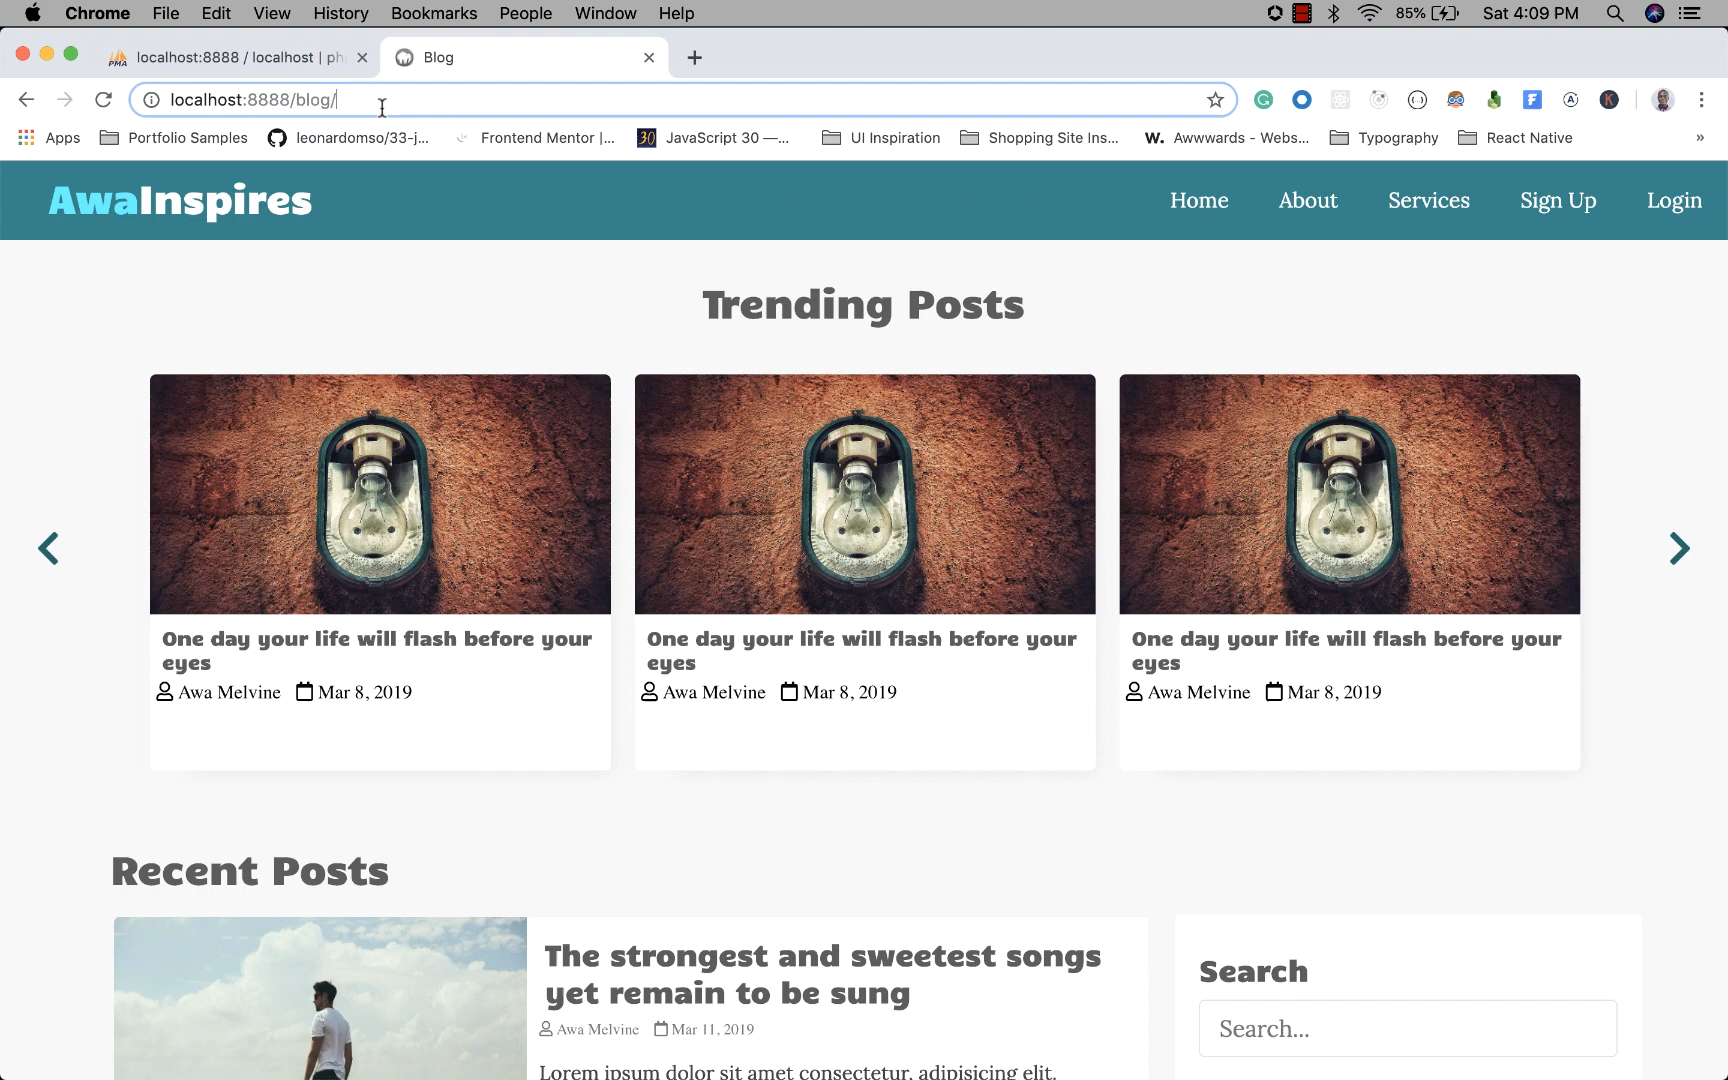 Chrome File Edit View History Bookmarks People Window Help 85% Sat 4:09 PM
PMA localhost:8888 / localhost | ph Blog
localhost:8888/blog/
Apps Portfolio Samples leonardomso/33-j... Frontend Mentor |... 30 JavaScript 30 —... UI Inspiration Shopping Site Ins... W. Awwwards - Webs... Typography React Native »
AwaInspires Home About Services Sign Up Login
Trending Posts
One day your life will flash before your
eyes
Awa Melvine Mar 8, 2019
One day your life will flash before your
eyes
Awa Melvine Mar 8, 2019
One day your life will flash before your
eyes
Awa Melvine Mar 8, 2019
Recent Posts
The strongest and sweetest songs
yet remain to be sung
Awa Melvine Mar 11, 2019
Lorem ipsum dolor sit amet consectetur, adipisicing elit.
Search
Search...